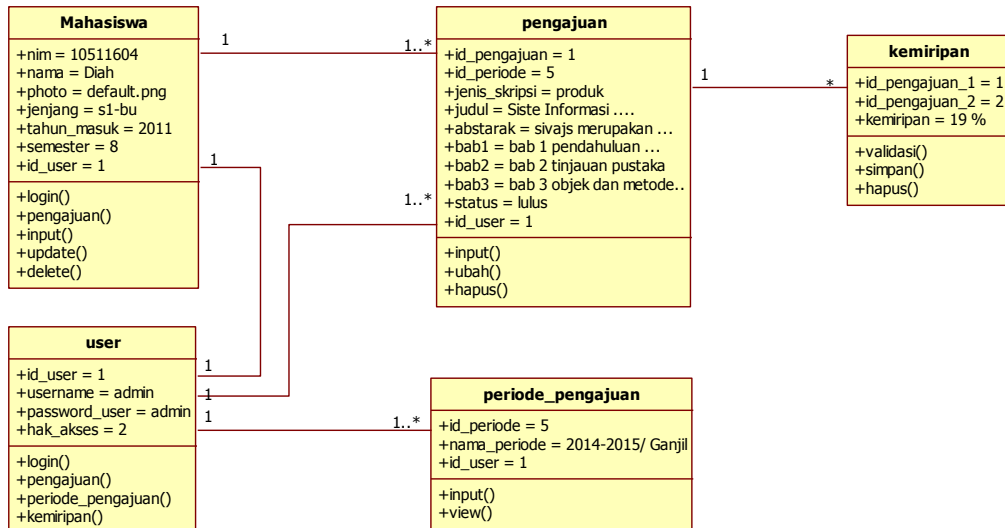 Mahasiswa
+nim = 10511604
+nama = Diah
+photo = default.png
+jenjang = s1-bu
+tahun_masuk = 2011
+semester = 8
+id_user = 1
+login()
+pengajuan()
+input()
+update()
+delete()
1
1..*
1
pengajuan
+id_pengajuan = 1
+id_periode = 5
+jenis_skripsi = produk
+judul = Siste Informasi ....
+abstarak = sivajs merupakan ...
+bab1 = bab 1 pendahuluan ...
+bab2 = bab 2 tinjauan pustaka
+bab3 = bab 3 objek dan metode..
+status = lulus
+id_user = 1
+input()
+ubah()
+hapus()
1
*
1..*
kemiripan
+id_pengajuan_1 = 1
+id_pengajuan_2 = 2
+kemiripan = 19 %
+validasi()
+simpan()
+hapus()
user
+id_user = 1
+username = admin
+password_user = admin
+hak_akses = 2
+login()
+pengajuan()
+periode_pengajuan()
+kemiripan()
1
1
1
1..*
periode_pengajuan
+id_periode = 5
+nama_periode = 2014-2015/ Ganjil
+id_user = 1
+input()
+view()